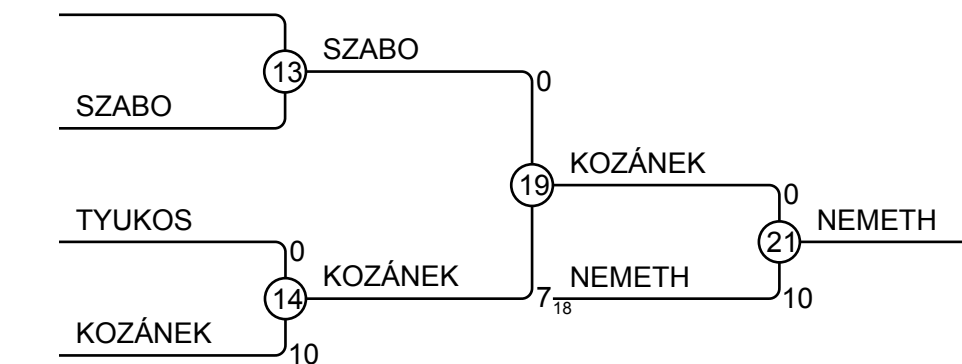 SZABO
13
SZABO
0
KOZÁNEK
19
0
NEMETH
21
TYUKOS
0
KOZÁNEK
14
7
18
NEMETH
10
KOZÁNEK
10